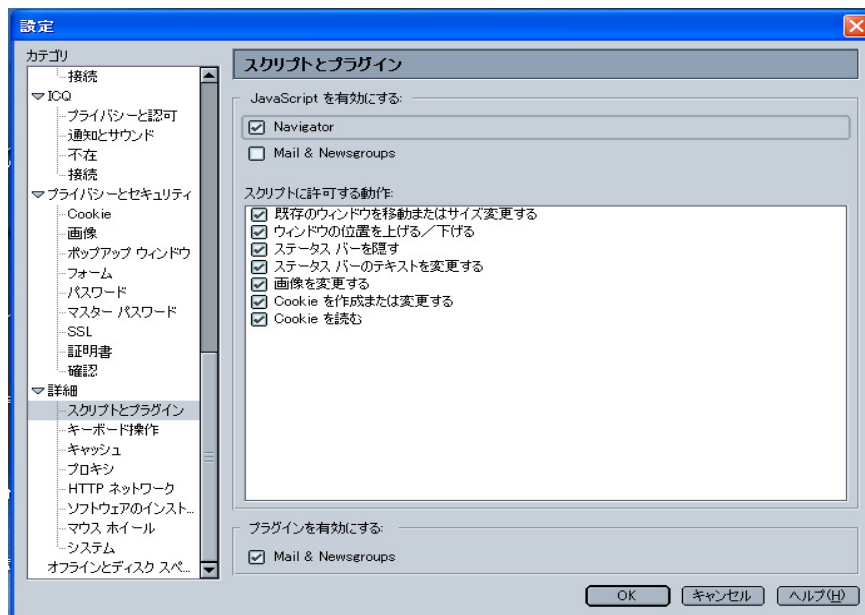 設定
カテゴリ
接続
ICQ
プライバシーと認可
通知とサウンド
不在
接続
プライバシーとセキュリティ
Cookie
画像
ポップアップ ウィンドウ
フォーム
パスワード
マスター パスワード
SSL
証明書
確認
詳細
スクリプトとプラグイン
キーボード操作
キャッシュ
プロキシ
HTTP ネットワーク
ソフトウェアのインスト...
マウス ホイール
システム
オフラインとディスク スペ...
スクリプトとプラグイン
JavaScript を有効にする:
Navigator
Mail & Newsgroups
スクリプトに許可する動作:
既存のウィンドウを移動またはサイズ変更する
ウィンドウの位置を上げる／下げる
ステータス バーを隠す
ステータス バーのテキストを変更する
画像を変更する
Cookie を作成または変更する
Cookie を読む
プラグインを有効にする:
Mail & Newsgroups
OK
キャンセル
ヘルプ(H)